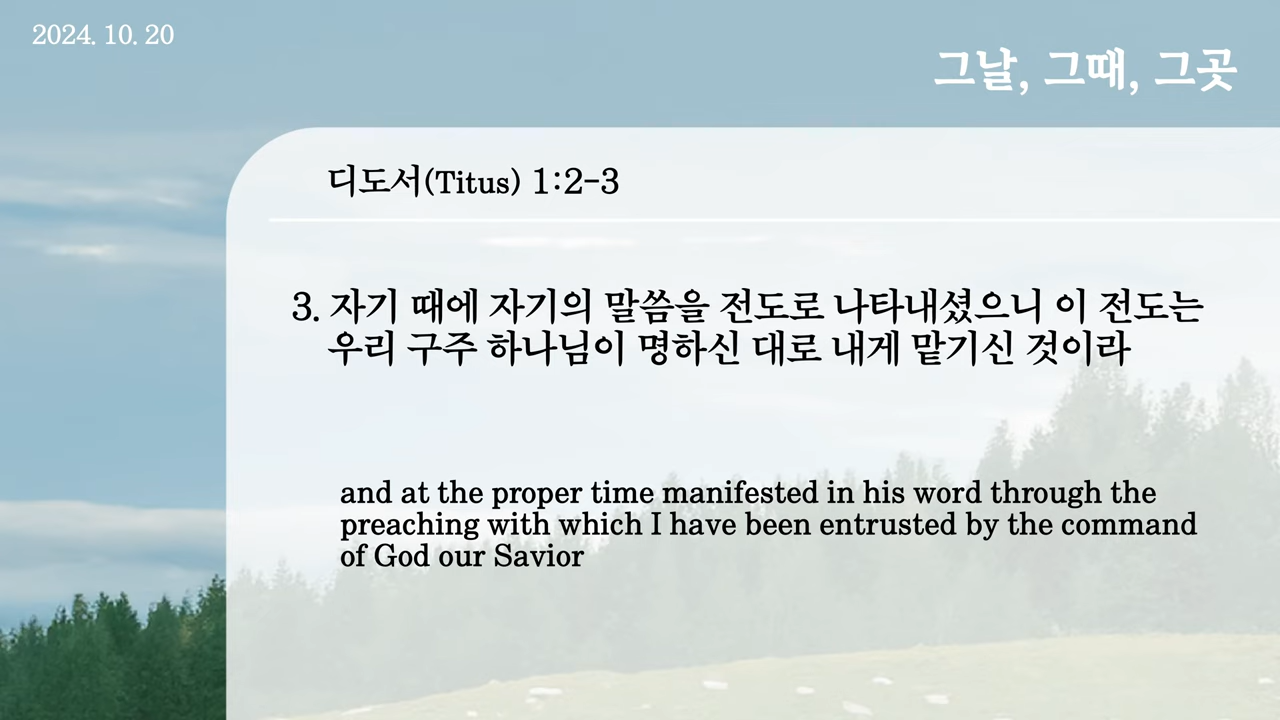 2024. 10. 20
그날, 그때, 그곳
디도서(Titus) 1:2-3
3. 자기 때에 자기의 말씀을 전도로 나타내셨으니 이 전도는
우리 구주 하나님이 명하신 대로 내게 맡기신 것이라
and at the proper time manifested in his word through the
preaching with which I have been entrusted by the command
of God our Savior